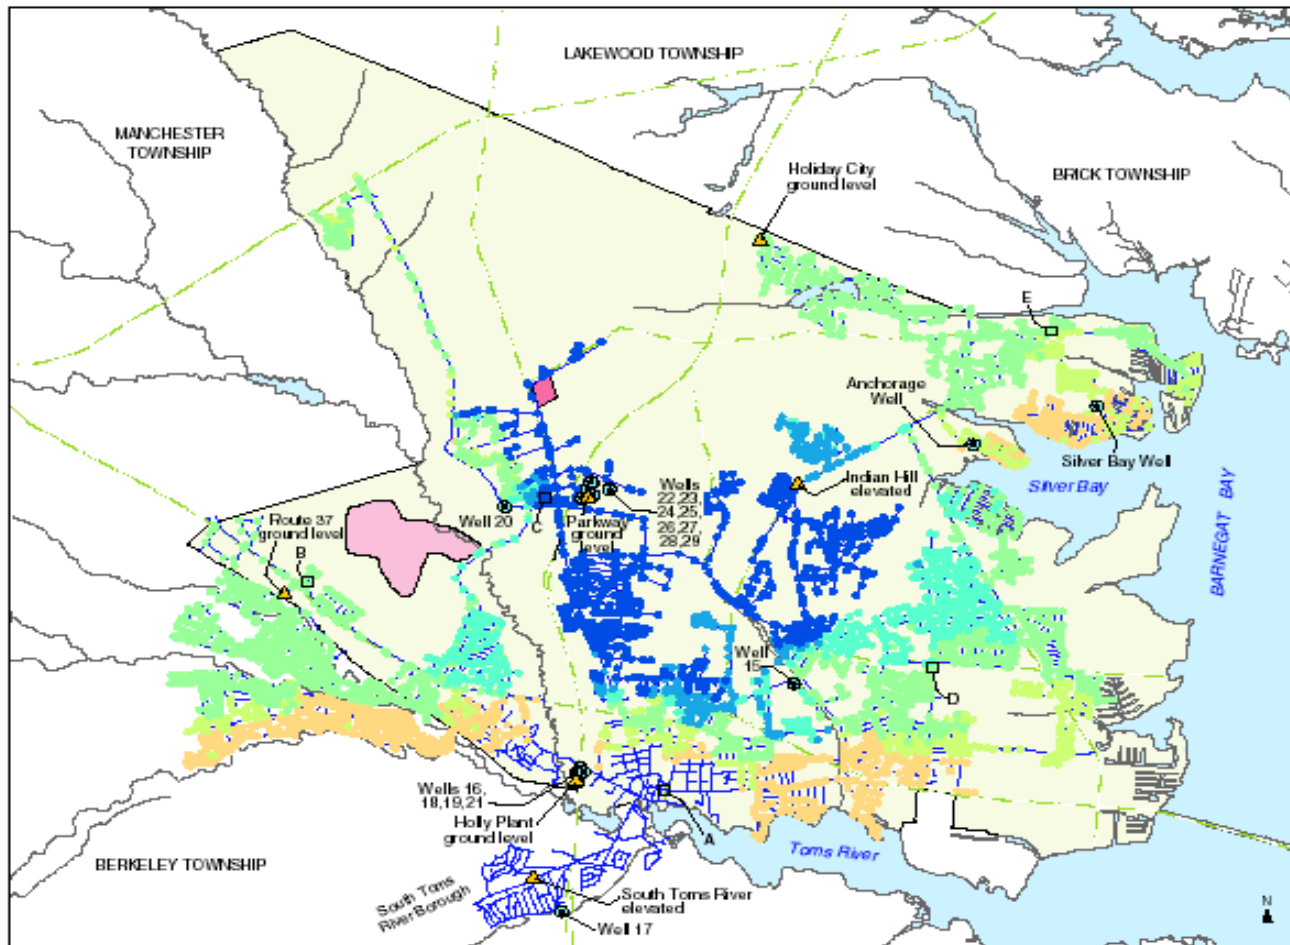 LAKEWOOD TOWNSHIP
MANCHESTER
TOWNSHIP
Holiday City
ground level
BRICK TOWNSHIP
E
Anchorage
Well
Silver Bay Well
Indian Hill
elevated
Silver Bay
BARNEGAT BAY
Wells
22,23,
24,25,
26,27,
28,29
Well 20
C
Parkway
ground
level
Route 37
ground level
B
Well
15
D
Wells 16,
18,19,21
Holly Plant
ground level
A
Toms River
BERKELEY TOWNSHIP
South Toms
River Borough
South Toms River
elevated
Well 17
N